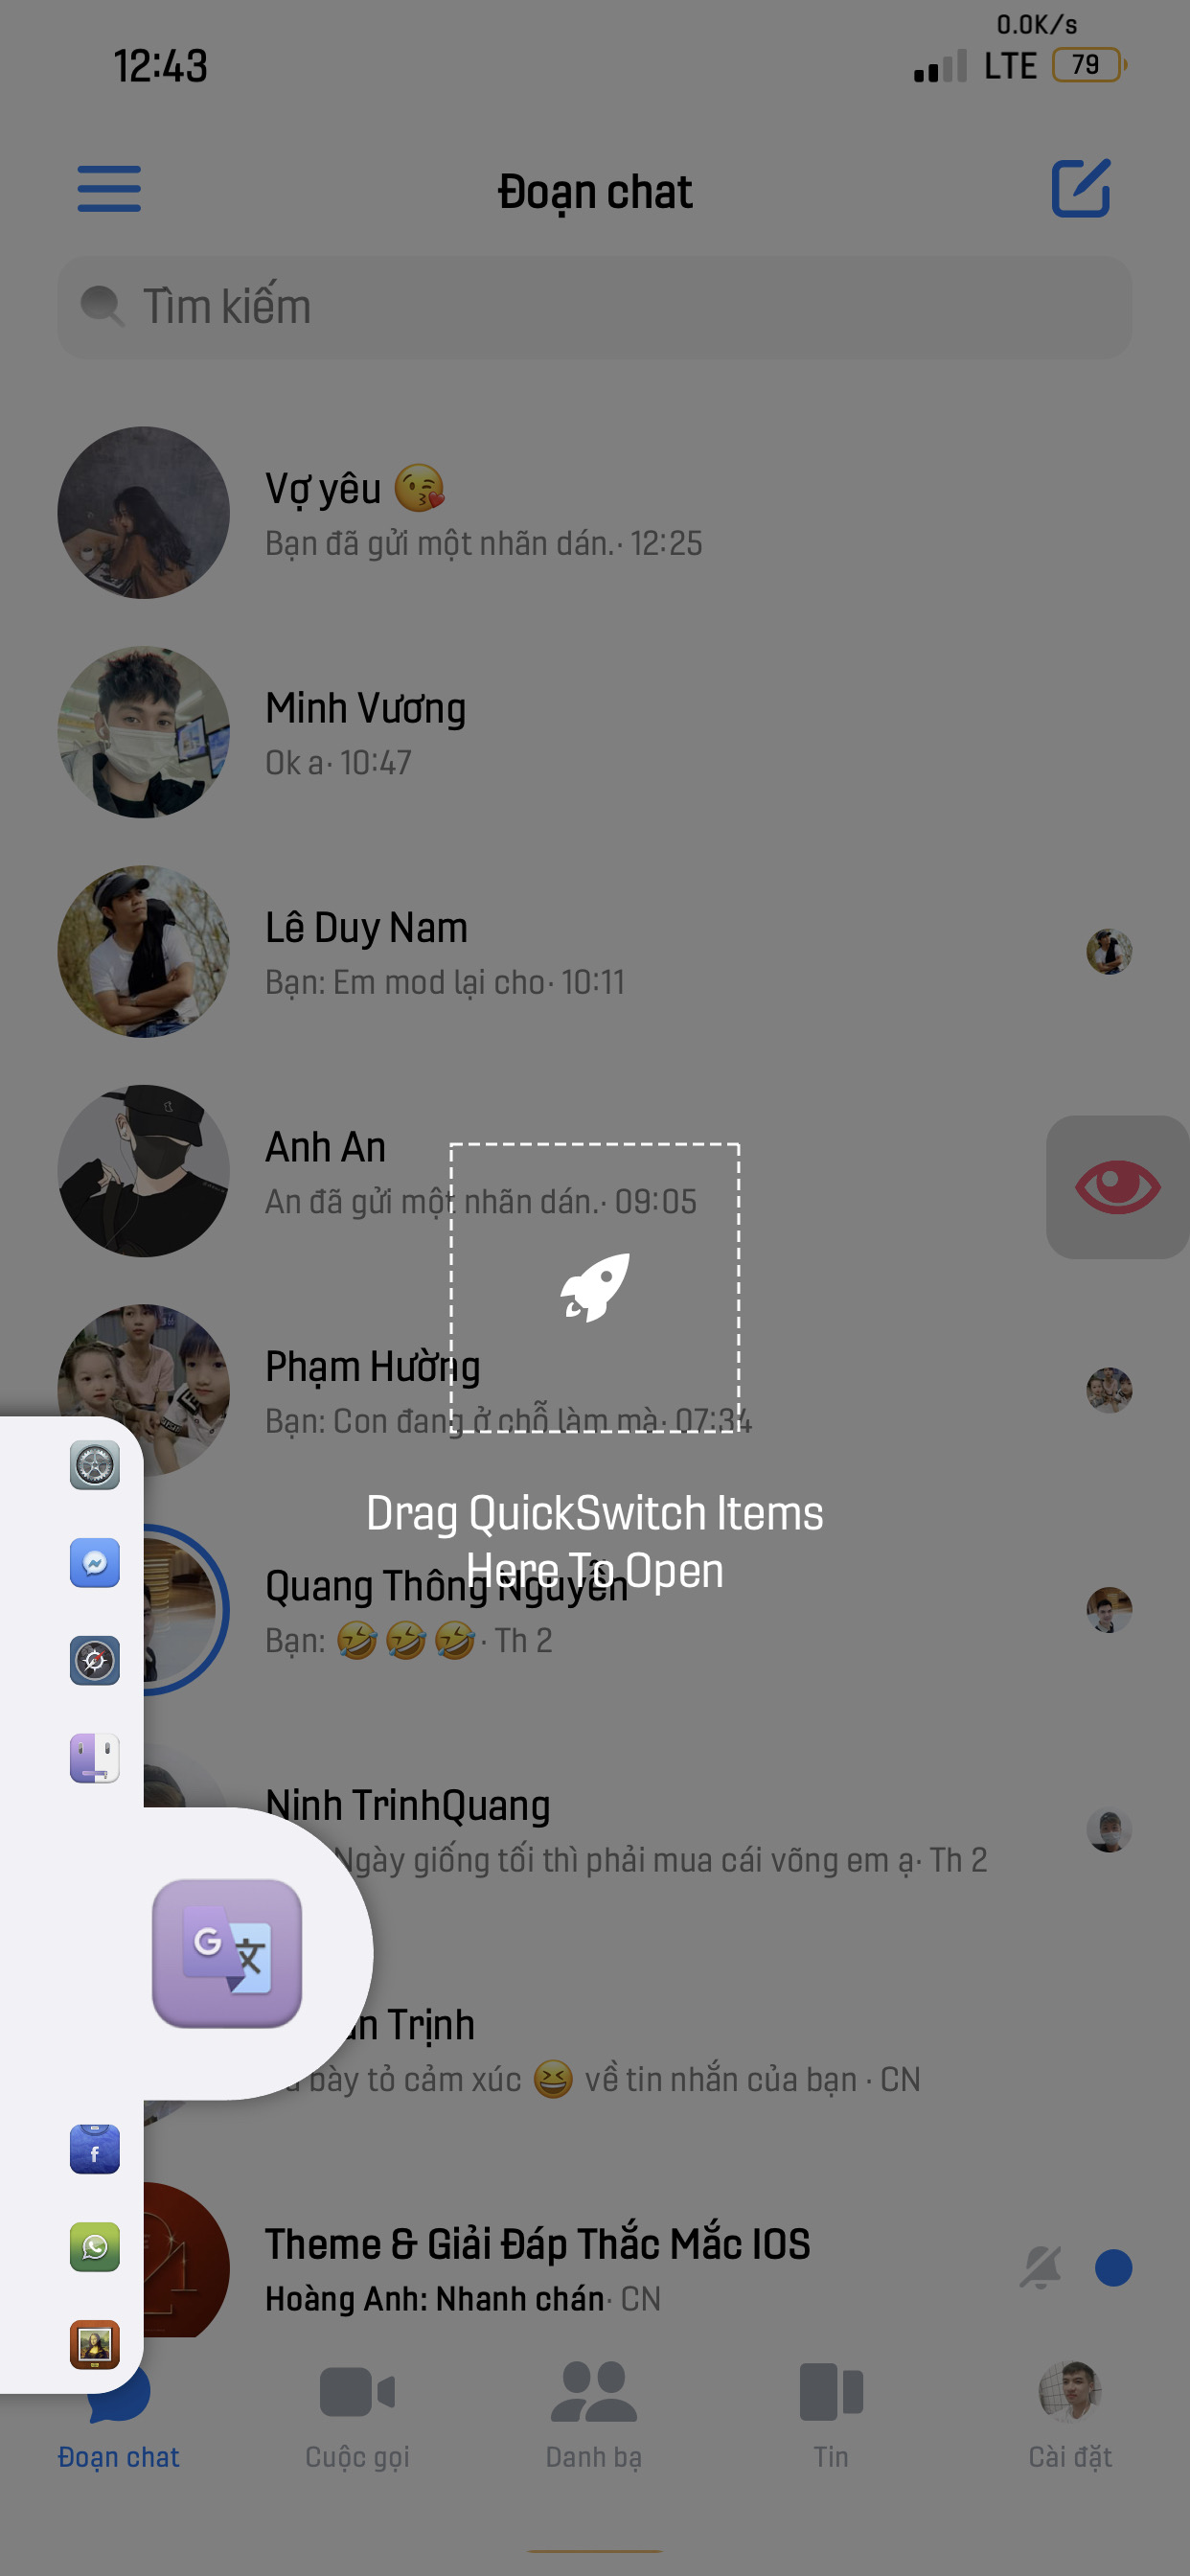 0.0K/s
12:43
LTE 79
Đoạn chat
Tìm kiếm
Vợ yêu 😘
Bạn đã gửi một nhãn dán.· 12:25
Minh Vương
Ok a· 10:47
Lê Duy Nam
Bạn: Em mod lại cho· 10:11
Anh An
An đã gửi một nhãn dán.· 09:05
Phạm Hường
Bạn: Con đang ở chỗ làm mà· 07:34
Drag QuickSwitch Items
Here To Open
Quang Thông Nguyễn
Bạn: 🤣🤣🤣· Th 2
Ninh TrinhQuang
Ngày giống tối thì phải mua cái võng em ạ· Th 2
G 文
Trịnh
bày tỏ cảm xúc 😆 về tin nhắn của bạn · CN
f
Theme & Giải Đáp Thắc Mắc IOS
Hoàng Anh: Nhanh chán· CN
Đoạn chat
Cuộc gọi
Danh bạ
Tin
Cài đặt